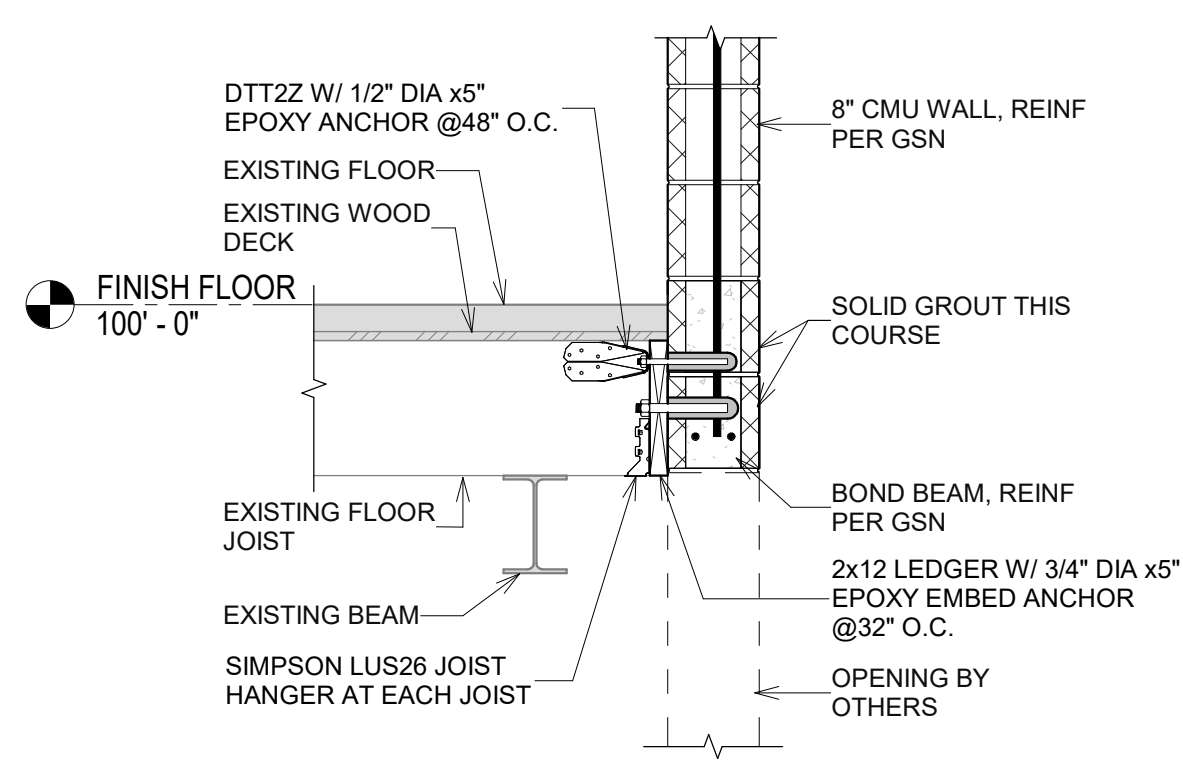 DTT2Z W/ 1/2" DIA x5"
EPOXY ANCHOR @48" O.C.
EXISTING FLOOR
EXISTING WOOD
DECK
FINISH FLOOR
100' - 0"
EXISTING FLOOR
JOIST
EXISTING BEAM
SIMPSON LUS26 JOIST
HANGER AT EACH JOIST
8" CMU WALL, REINF
PER GSN
SOLID GROUT THIS
COURSE
BOND BEAM, REINF
PER GSN
2x12 LEDGER W/ 3/4" DIA x5"
EPOXY EMBED ANCHOR
@32" O.C.
OPENING BY
OTHERS